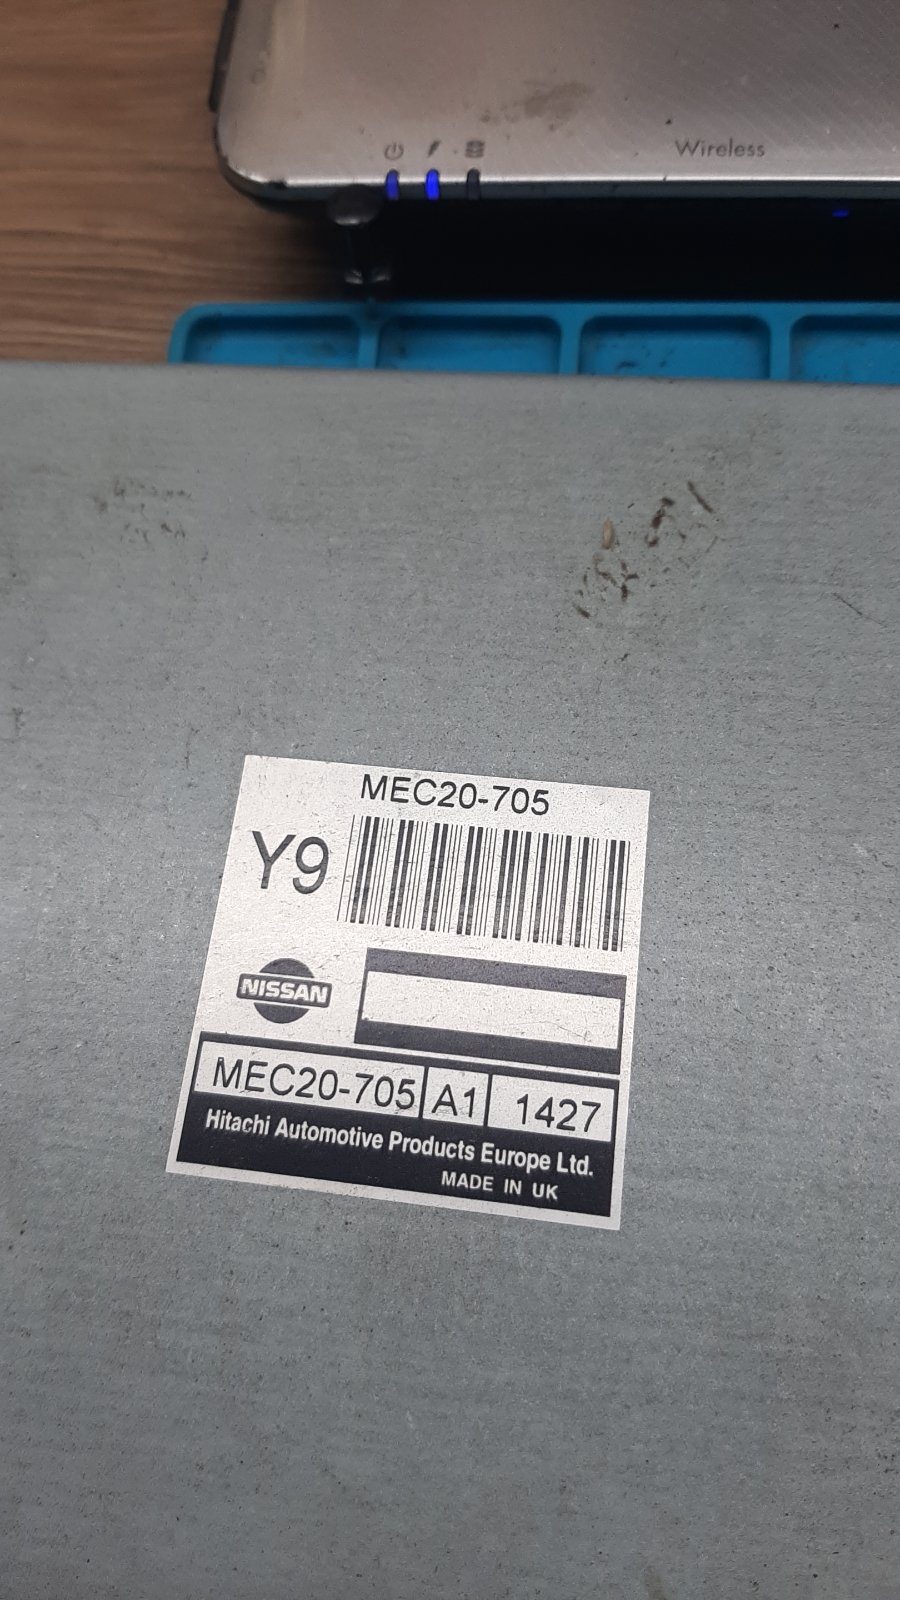 Wireless
MEC20-705
Y9
NISSAN
MEC20-705 A1 1427
Hitachi Automotive Products Europe Ltd.
MADE IN UK